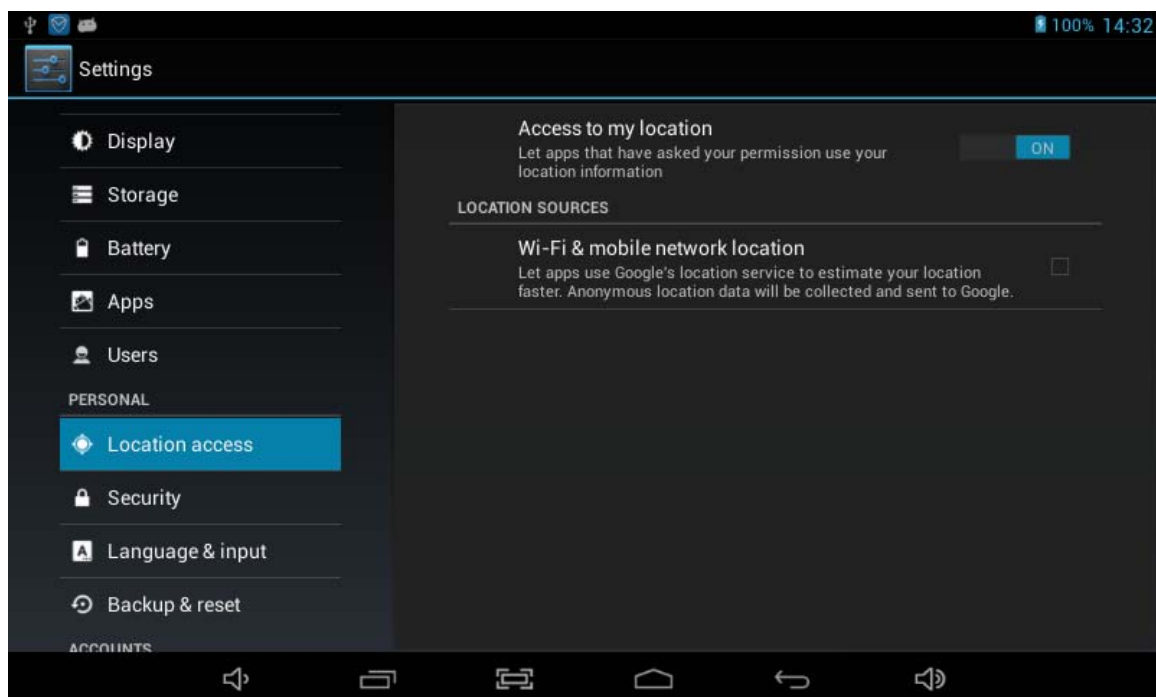 100% 14:32
Settings
Display
Storage
Battery
Apps
Users
PERSONAL
Location access
Security
Language & input
Backup & reset
ACCOUNTS
Access to my location
ON
Let apps that have asked your permission use your
location information
LOCATION SOURCES
Wi-Fi & mobile network location
Let apps use Google's location service to estimate your location
faster. Anonymous location data will be collected and sent to Google.